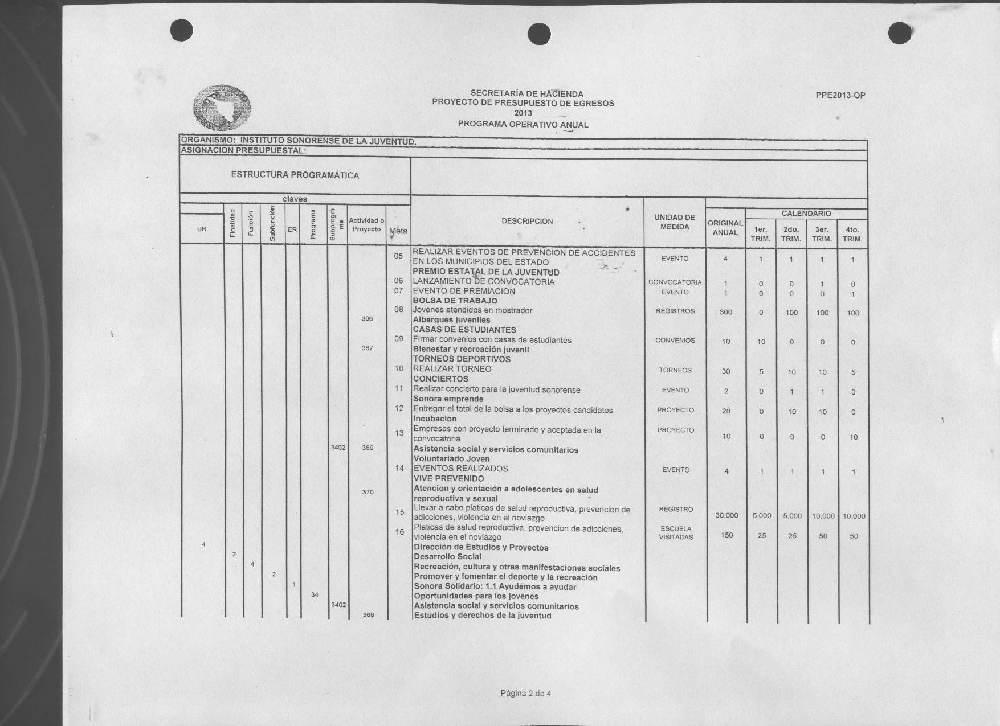 SECRETARÍA DE HACIENDA
PROYECTO DE PRESUPUESTO DE EGRESOS
2013
PROGRAMA OPERATIVO ANUAL
PPE2013-OP
ORGANISMO: INSTITUTO SONORENSE DE LA JUVENTUD.
ASIGNACION PRESUPUESTAL:
ESTRUCTURA PROGRAMÁTICA
claves
UR Finalidad Función Subfunción ER Programa Subprograma Actividad o Proyecto Meta DESCRIPCION UNIDAD DE MEDIDA ORIGINAL ANUAL CALENDARIO
1er. TRIM. 2do. TRIM. 3er. TRIM. 4to. TRIM.
05 REALIZAR EVENTOS DE PREVENCION DE ACCIDENTES EVENTO 4 1 1 1 1
EN LOS MUNICIPIOS DEL ESTADO
PREMIO ESTATAL DE LA JUVENTUD
06 LANZAMIENTO DE CONVOCATORIA CONVOCATORIA 1 0 0 1 0
07 EVENTO DE PREMIACION EVENTO 1 0 0 0 1
BOLSA DE TRABAJO
08 Jovenes atendidos en mostrador REGISTROS 300 0 100 100 100
366 Albergues juveniles
CASAS DE ESTUDIANTES
09 Firmar convenios con casas de estudiantes CONVENIOS 10 10 0 0 0
367 Bienestar y recreación juvenil
TORNEOS DEPORTIVOS
10 REALIZAR TORNEO TORNEOS 30 5 10 10 5
CONCIERTOS
11 Realizar concierto para la juventud sonorense EVENTO 2 0 1 1 0
Sonora emprende
12 Entregar el total de la bolsa a los proyectos candidatos PROYECTO 20 0 10 10 0
Incubacion
13 Empresas con proyecto terminado y aceptada en la PROYECTO
convocatoria 10 0 0 0 10
3402 369 Asistencia social y servicios comunitarios
Voluntariado Joven
14 EVENTOS REALIZADOS EVENTO 4 1 1 1 1
VIVE PREVENIDO
370 Atencion y orientación a adolescentes en salud
reproductiva y sexual
15 Llevar a cabo platicas de salud reproductiva, prevencion de REGISTRO
adicciones, violencia en el noviazgo 30,000 5,000 5,000 10,000 10,000
16 Platicas de salud reproductiva, prevencion de adicciones, ESCUELA
violencia en el noviazgo VISITADAS 150 25 25 50 50
4 Dirección de Estudios y Proyectos
2 Desarrollo Social
4 Recreación, cultura y otras manifestaciones sociales
2 Promover y fomentar el deporte y la recreación
1 Sonora Solidario: 1.1 Ayudemos a ayudar
34 Oportunidades para los jovenes
3402 Asistencia social y servicios comunitarios
368 Estudios y derechos de la juventud
Página 2 de 4